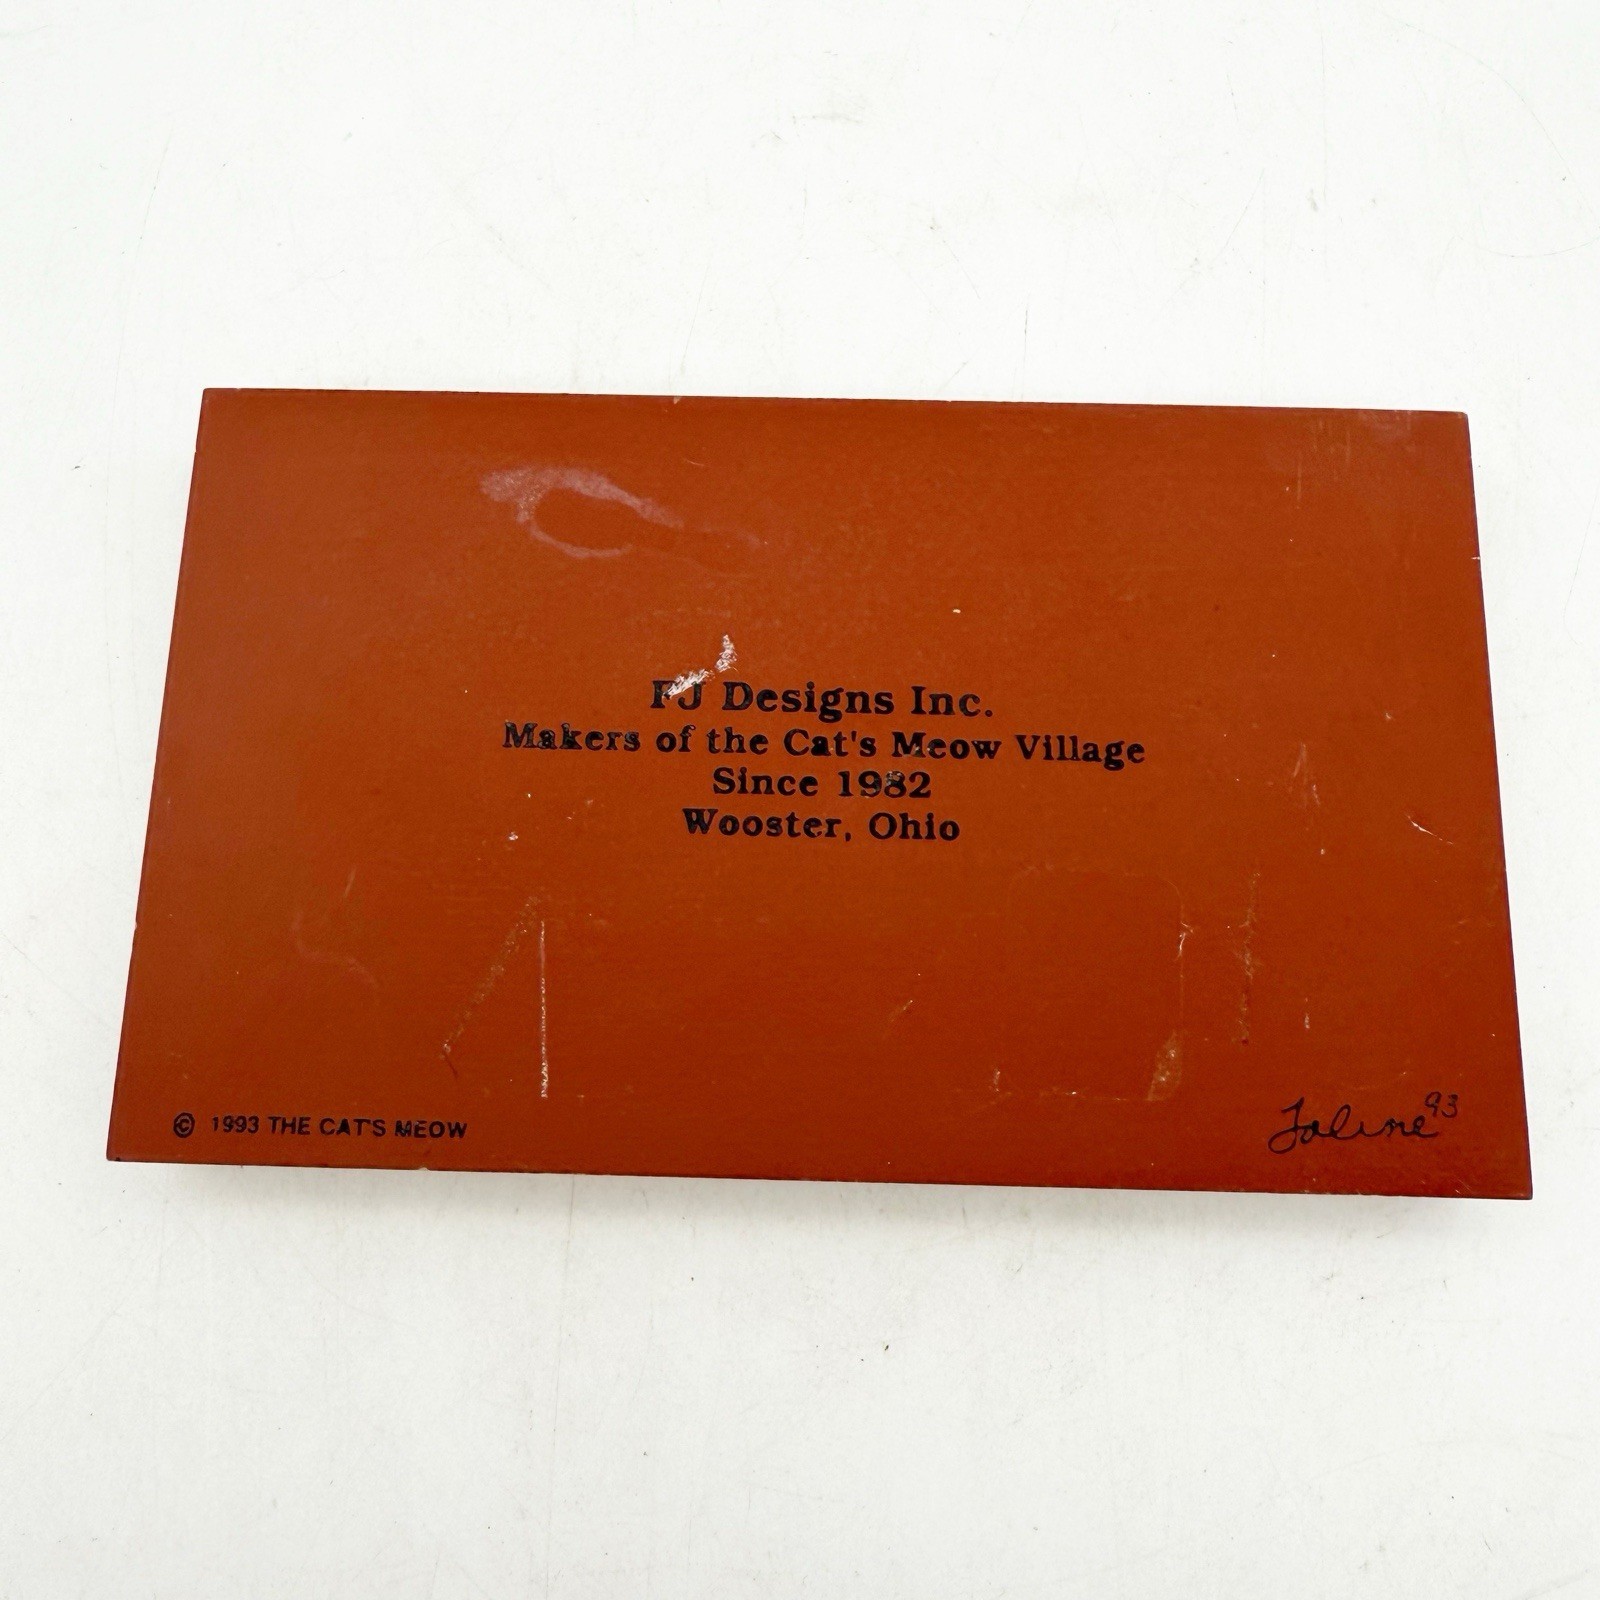 FJ Designs Inc.
Makers of the Cat's Meow Village
Since 1982
Wooster, Ohio
© 1993 THE CAT'S MEOW
Faline 93